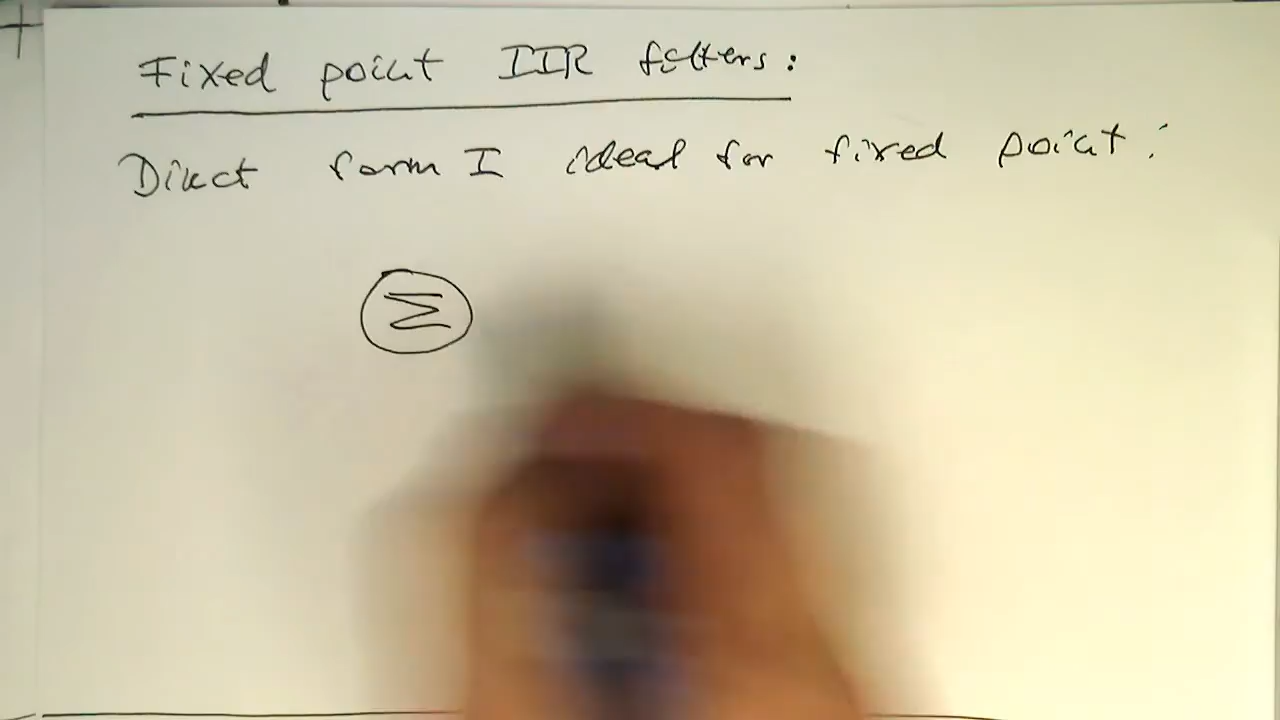 Fixed point IIR filters:
Direct form I ideal for fixed point:
Σ